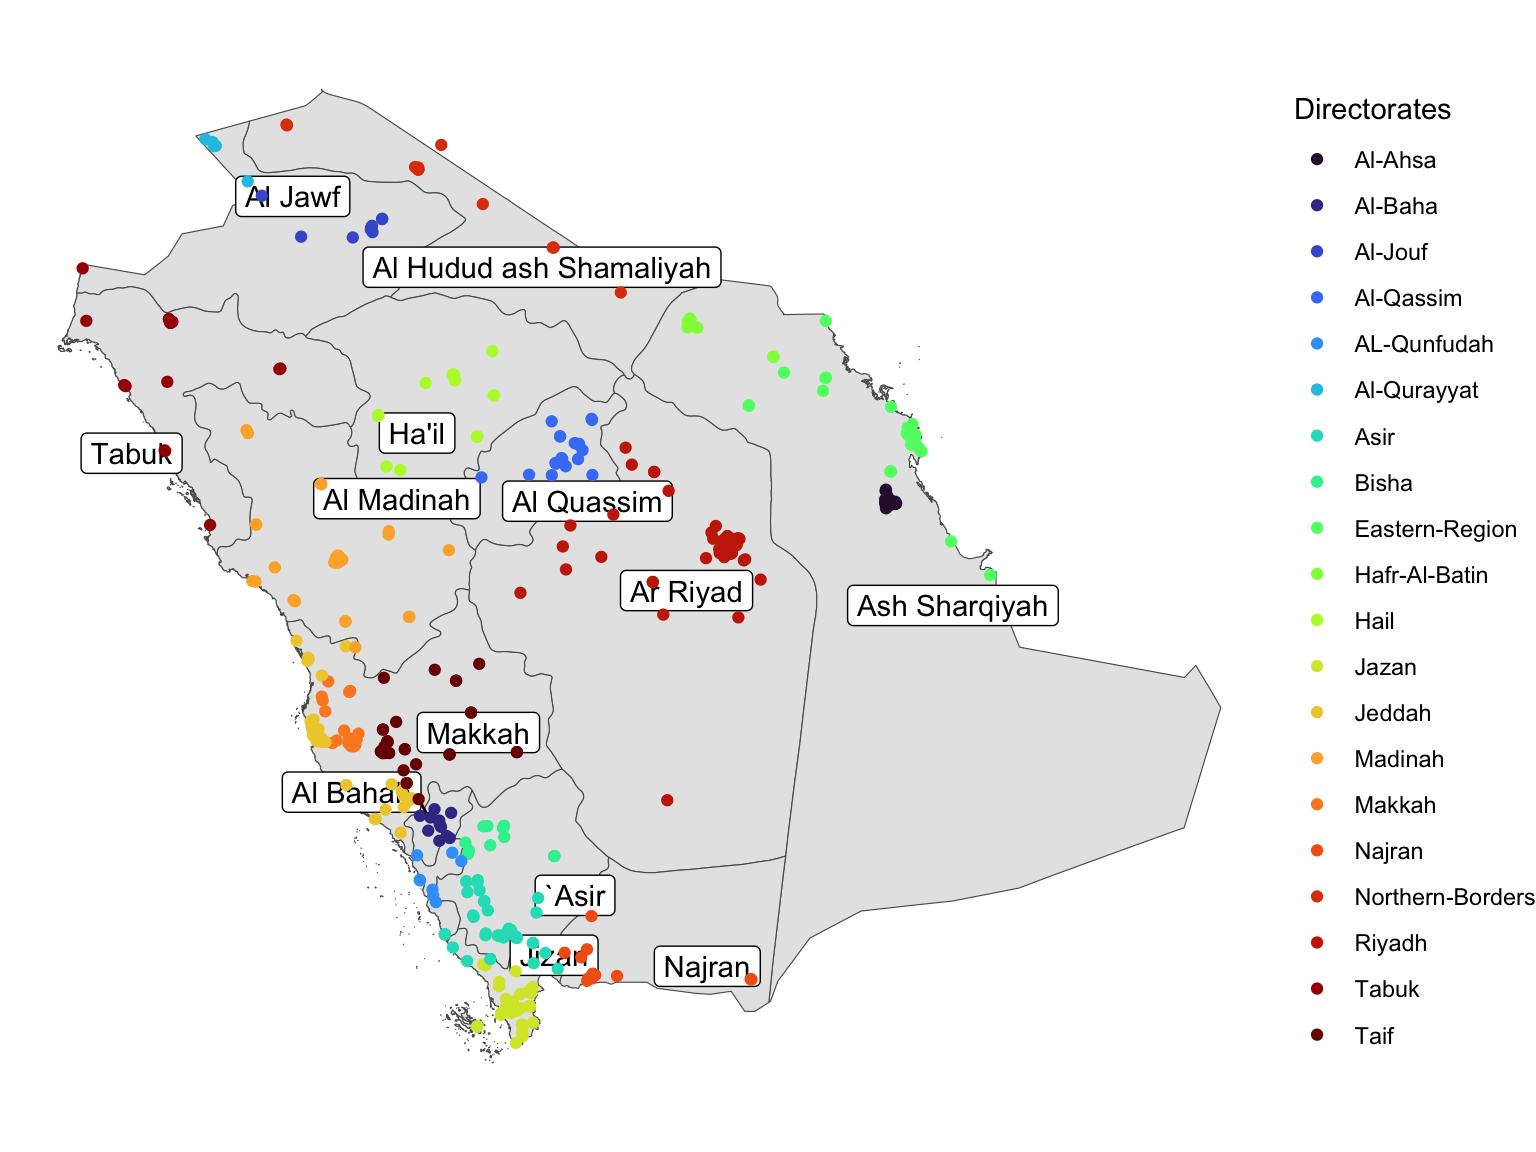 Directorates
Al-Ahsa
Al-Baha
Al-Jouf
Al-Qassim
AL-Qunfudah
Al-Qurayyat
Asir
Bisha
Eastern-Region
Hafr-Al-Batin
Hail
Jazan
Jeddah
Madinah
Makkah
Najran
Northern-Borders
Riyadh
Tabuk
Taif
Al Jawf
Al Hudud ash Shamaliyah
Ha'il
Tabuk
Al Madinah
Al Quassim
Ar Riyad
Ash Sharqiyah
Makkah
Al Bahah
`Asir
Jizan
Najran